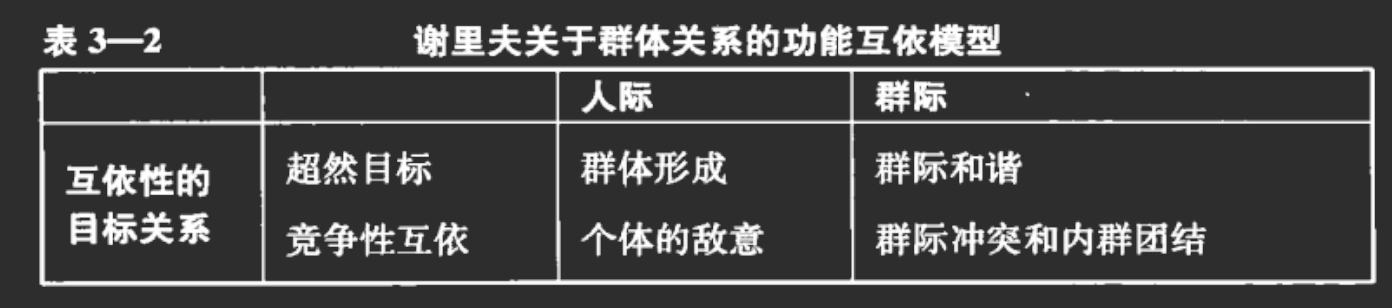 表 3—2 谢里夫关于群体关系的功能互依模型
人际 群际
互依性的目标关系 超然目标 群体形成 群际和谐
竞争性互依 个体的敌意 群际冲突和内群团结